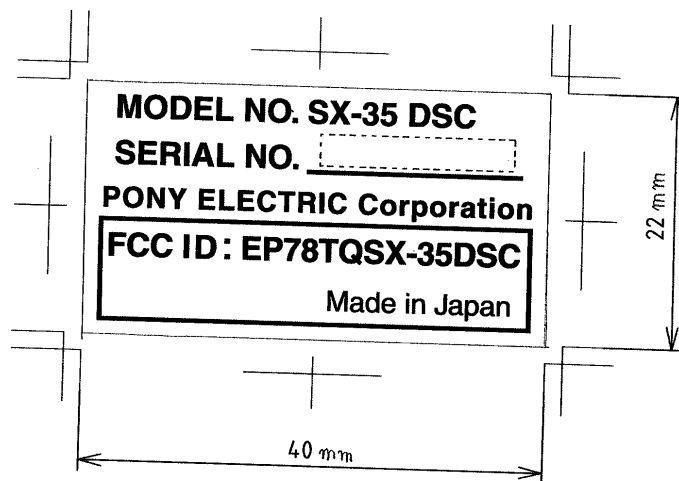 MODEL NO. SX-35 DSC
SERIAL NO.
PONY ELECTRIC Corporation
FCC ID: EP78TQSX-35DSC
Made in Japan
22 mm
40 mm